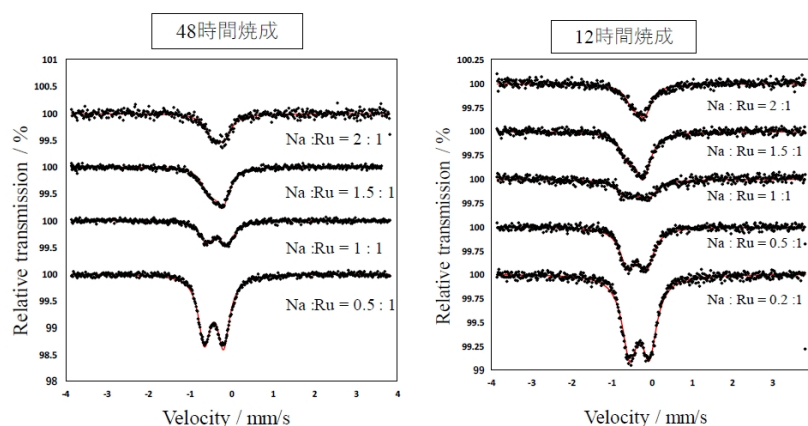 48時間焼成
101
100.5
100
99.5
100
99.5
100
99.5
100
99.5
99
98.5
98
Na :Ru = 2 : 1
Na :Ru = 1.5 : 1
Na :Ru = 1 : 1
Na :Ru = 0.5 : 1
-4 -3 -2 -1 0 1 2 3 4
Relative transmission / %
Velocity / mm/s
12時間焼成
100.25
100
99.75
100
99.75
100
99.75
100
99.75
100
99.75
99.5
99.25
99
Na : Ru = 2 :1
Na : Ru = 1.5 :1
Na : Ru = 1 :1
Na : Ru = 0.5 :1
Na : Ru = 0.2 :1
-4 -3 -2 -1 0 1 2 3
Relative transmission / %
Velocity / mm/s